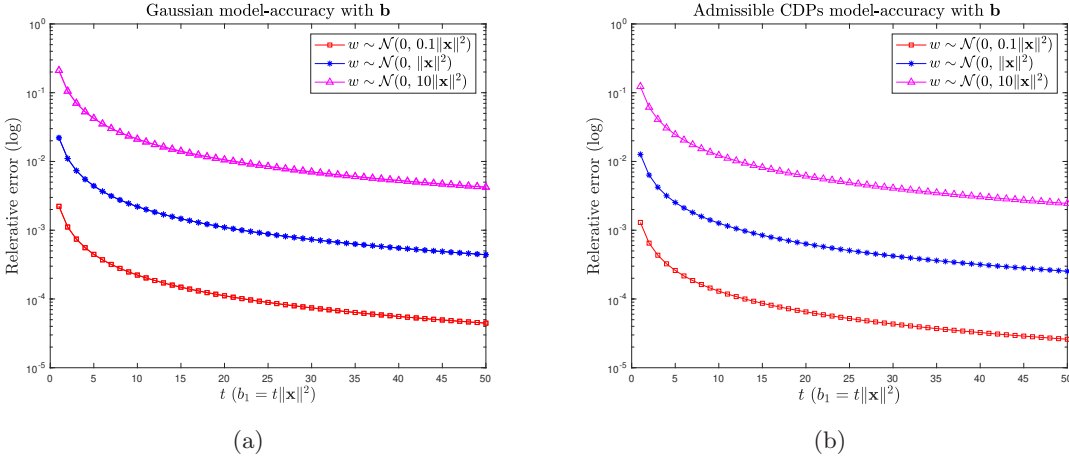 Gaussian model-accuracy with b
Relerative error (log)
10⁰
10⁻¹
10⁻²
10⁻³
10⁻⁴
10⁻⁵
w ∼ 𝒩(0, 0.1‖x‖²)
w ∼ 𝒩(0, ‖x‖²)
w ∼ 𝒩(0, 10‖x‖²)
0 5 10 15 20 25 30 35 40 45 50
t (b₁ = t‖x‖²)
(a)
Admissible CDPs model-accuracy with b
Relerative error (log)
10⁰
10⁻¹
10⁻²
10⁻³
10⁻⁴
10⁻⁵
w ∼ 𝒩(0, 0.1‖x‖²)
w ∼ 𝒩(0, ‖x‖²)
w ∼ 𝒩(0, 10‖x‖²)
0 5 10 15 20 25 30 35 40 45 50
t (b₁ = t‖x‖²)
(b)